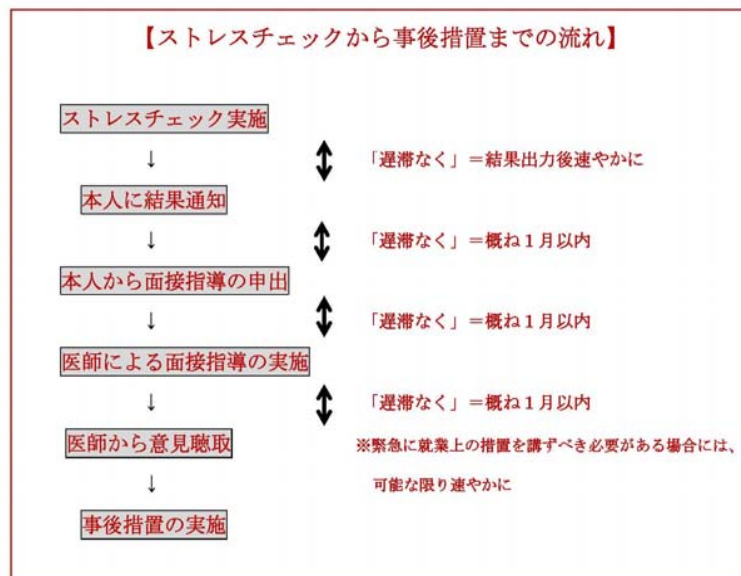 【ストレスチェックから事後措置までの流れ】
ストレスチェック実施
↓
「遅滞なく」＝結果出力後速やかに
本人に結果通知
↓
「遅滞なく」＝概ね１月以内
本人から面接指導の申出
↓
「遅滞なく」＝概ね１月以内
医師による面接指導の実施
↓
「遅滞なく」＝概ね１月以内
医師から意見聴取
※緊急に就業上の措置を講ずべき必要がある場合には、
可能な限り速やかに
↓
事後措置の実施